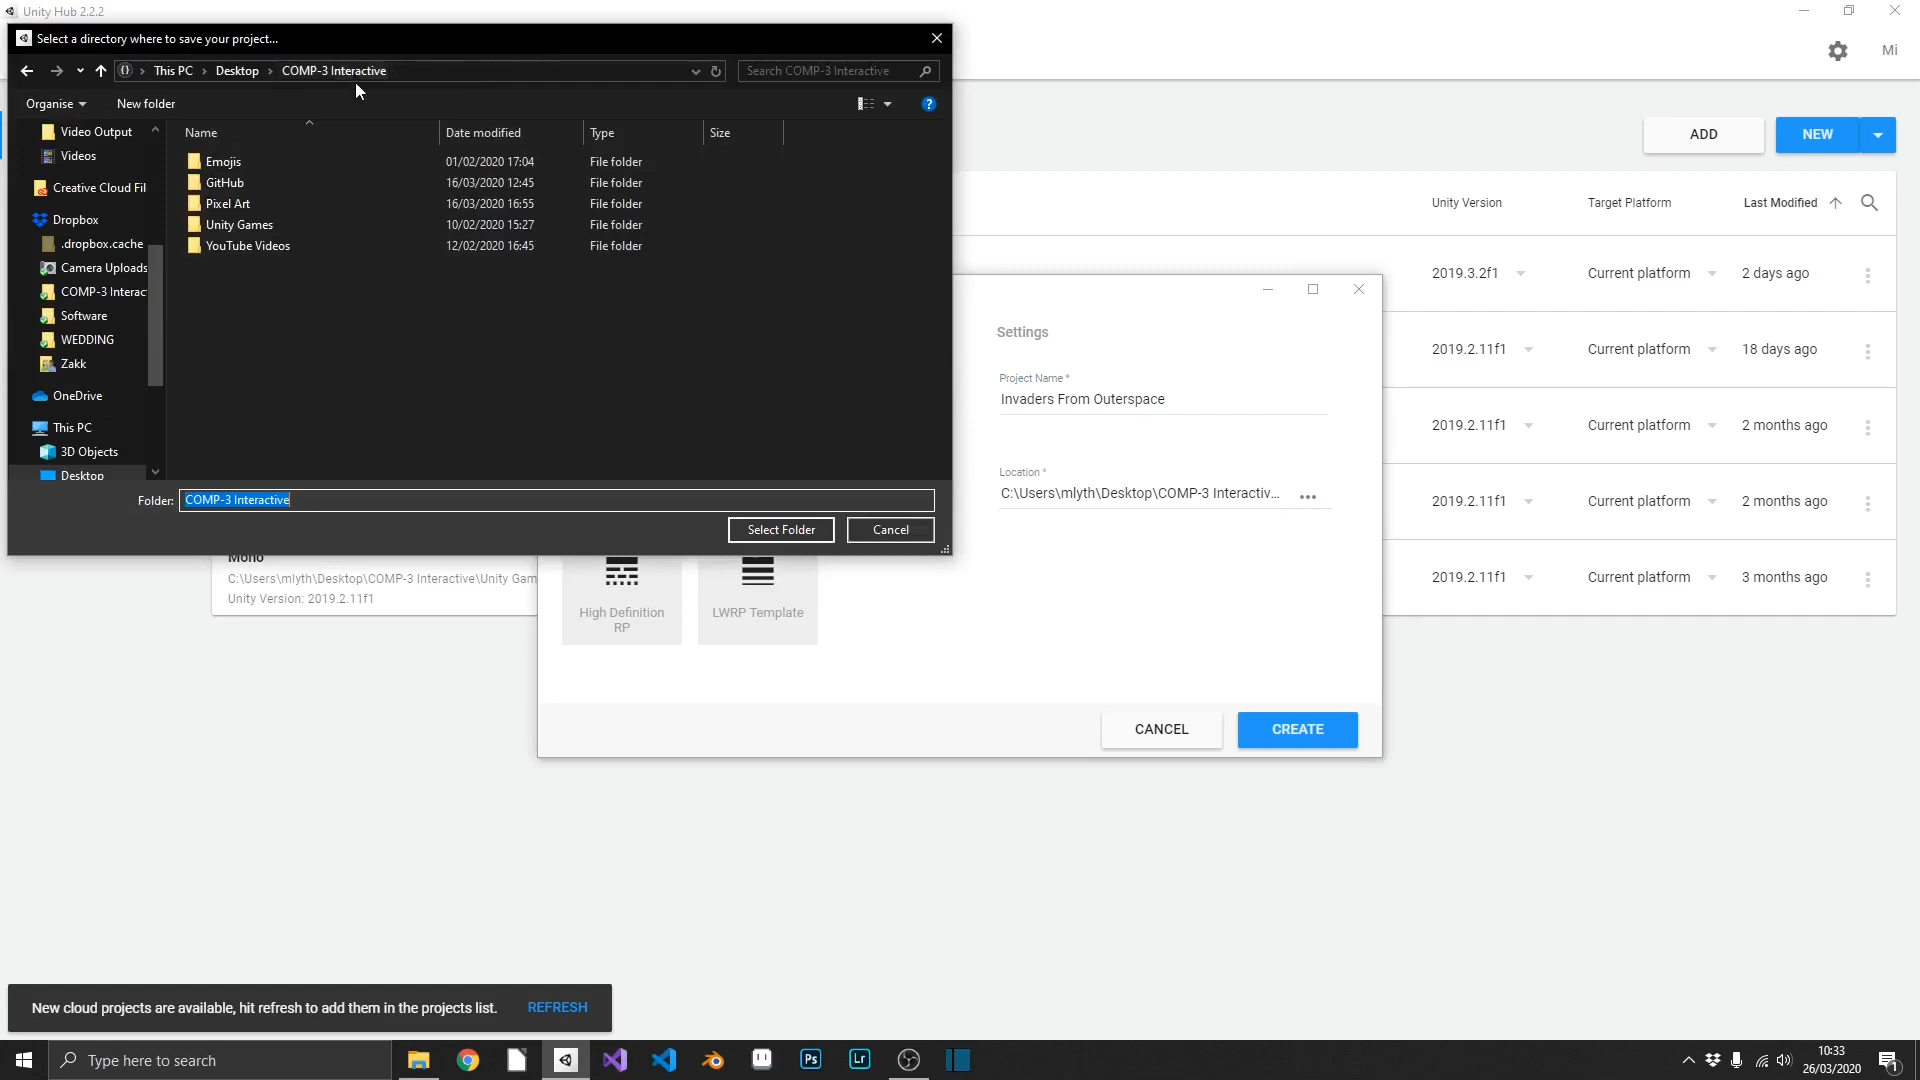 Unity Hub 2.2.2
Select a directory where to save your project...
This PC
Desktop
COMP-3 Interactive
Search COMP-3 Interactive
Mi
Organise
New folder
?
Name
Date modified
Type
Size
Video Output
Videos
Creative Cloud Fil
Dropbox
.dropbox.cache
Camera Uploads
COMP-3 Interac
Software
WEDDING
Zakk
OneDrive
This PC
3D Objects
Desktop
Emojis 01/02/2020 17:04 File folder
GitHub 16/03/2020 12:45 File folder
Pixel Art 16/03/2020 16:55 File folder
Unity Games 10/02/2020 15:27 File folder
YouTube Videos 12/02/2020 16:45 File folder
Folder: COMP-3 Interactive
Select Folder
Cancel
ADD
NEW
Unity Version Target Platform Last Modified
2019.3.2f1 Current platform 2 days ago
2019.2.11f1 Current platform 18 days ago
2019.2.11f1 Current platform 2 months ago
2019.2.11f1 Current platform 2 months ago
2019.2.11f1 Current platform 3 months ago
Settings
Project Name *
Invaders From Outerspace
Location *
C:\Users\mlyth\Desktop\COMP-3 Interactiv...
Mono
C:\Users\mlyth\Desktop\COMP-3 Interactive\Unity Gam
Unity Version: 2019.2.11f1
High Definition
RP
LWRP Template
CANCEL
CREATE
New cloud projects are available, hit refresh to add them in the projects list.
REFRESH
Type here to search
Ps
Lr
10:33
26/03/2020
1